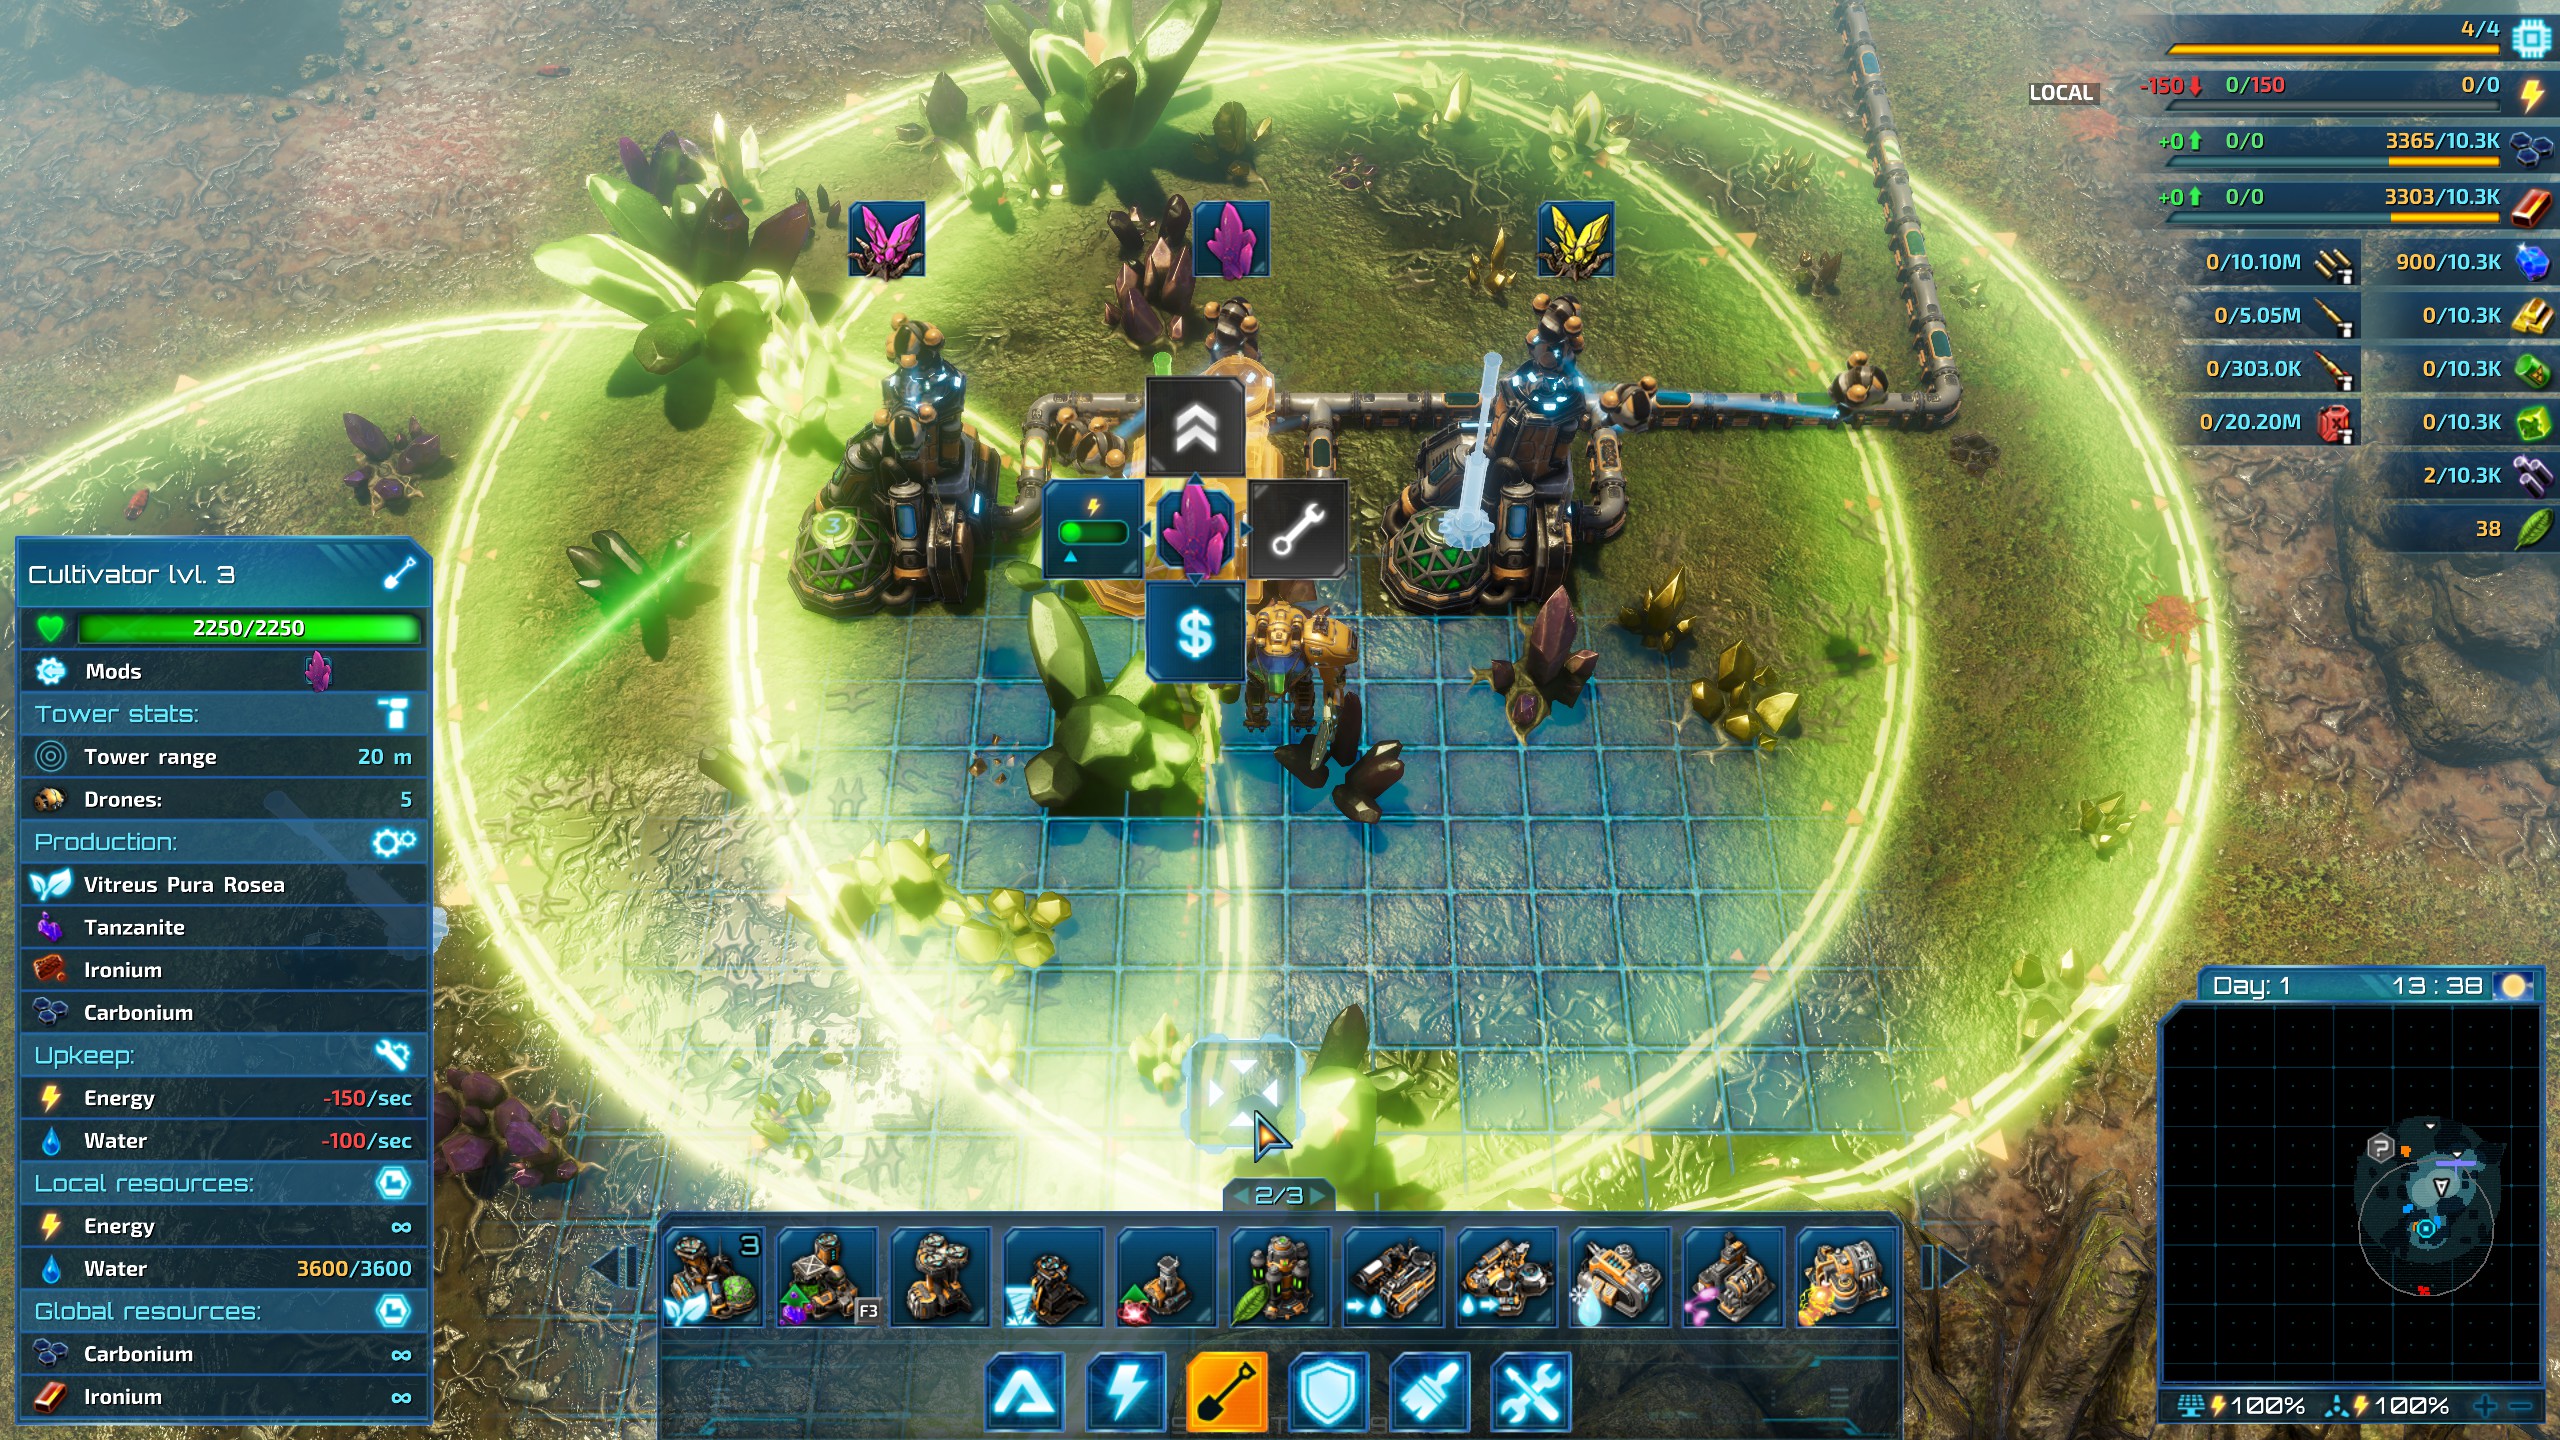 4/4
LOCAL -150 0/150 0/0
+0 0/0 3365/10.3K
+0 0/0 3303/10.3K
0/10.10M 900/10.3K
0/5.05M 0/10.3K
0/303.0K 0/10.3K
0/20.20M 0/10.3K
2/10.3K
38
3
Cultivator lvl. 3
2250/2250
Mods
Tower stats:
Tower range 20 m
Drones: 5
Production:
Vitreus Pura Rosea
Tanzanite
Ironium
Carbonium
Upkeep:
Energy -150/sec
Water -100/sec
Local resources:
Energy ∞
Water 3600/3600
Global resources:
Carbonium ∞
Ironium ∞
$
2/3
3
F3
Day: 1 13:38
?
100% 100%